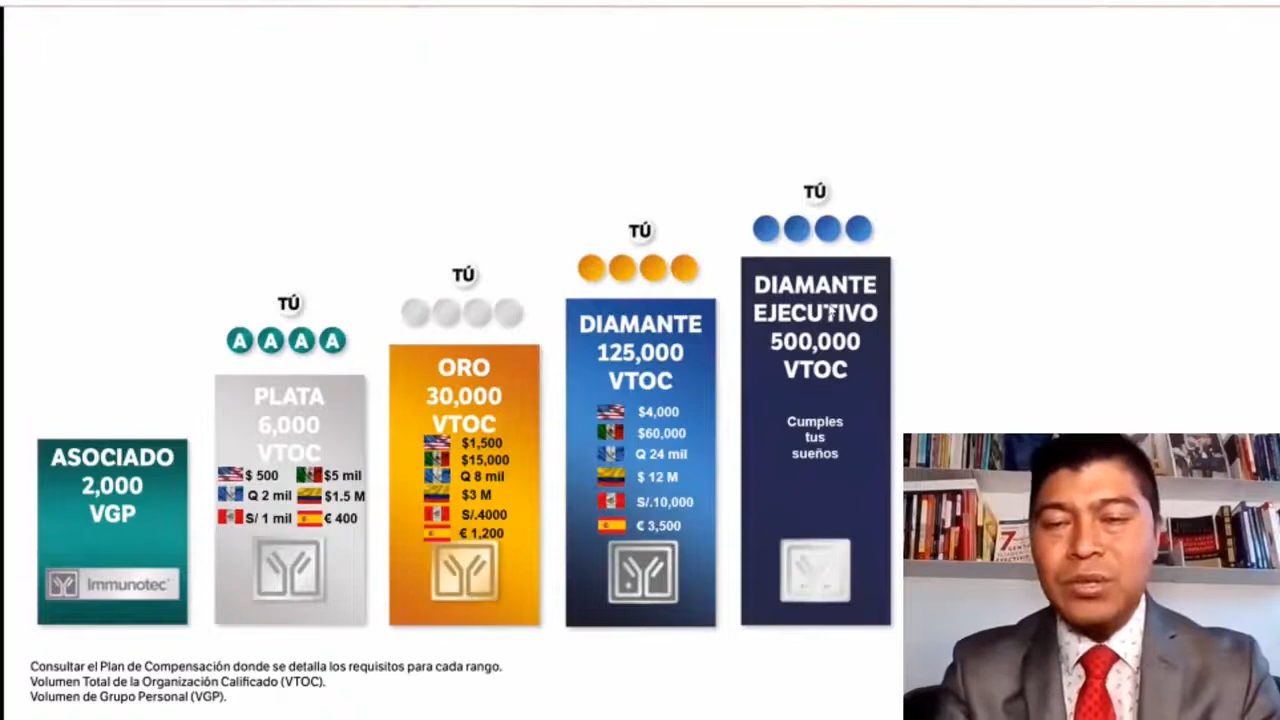 TÚ
DIAMANTE
EJECUTIVO
500,000
VTOC
Cumples
tus
sueños
TÚ
DIAMANTE
125,000
VTOC
$4,000
$60,000
Q 24 mil
$ 12 M
S/.10,000
€ 3,500
TÚ
ORO
30,000
VTOC
$1,500
$15,000
Q 8 mil
$3 M
S/.4000
€ 1,200
TÚ
A A A A
PLATA
6,000
VTOC
$ 500 $5 mil
Q 2 mil $1.5 M
S/ 1 mil € 400
ASOCIADO
2,000
VGP
Immunotec
Consultar el Plan de Compensación donde se detalla los requisitos para cada rango.
Volumen Total de la Organización Calificado (VTOC).
Volumen de Grupo Personal (VGP).
7